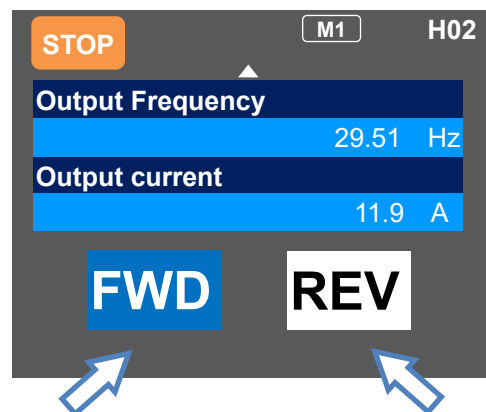 STOP M1 H02
Output Frequency
29.51 Hz
Output current
11.9 A
FWD REV